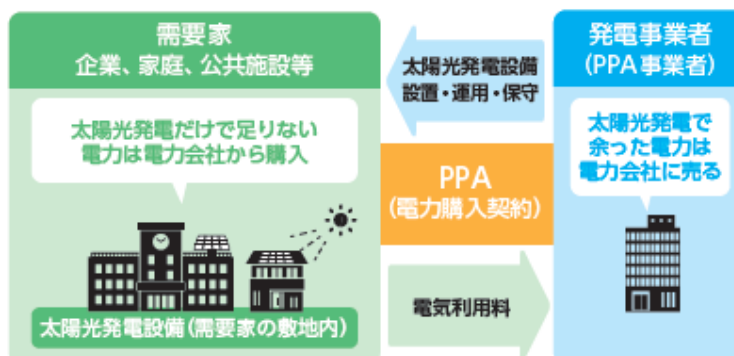 需要家
企業、家庭、公共施設等
太陽光発電だけで足りない
電力は電力会社から購入
太陽光発電設備(需要家の敷地内)
太陽光発電設備
設置・運用・保守
PPA
(電力購入契約)
電気利用料
発電事業者
(PPA事業者)
太陽光発電で
余った電力は
電力会社に売る